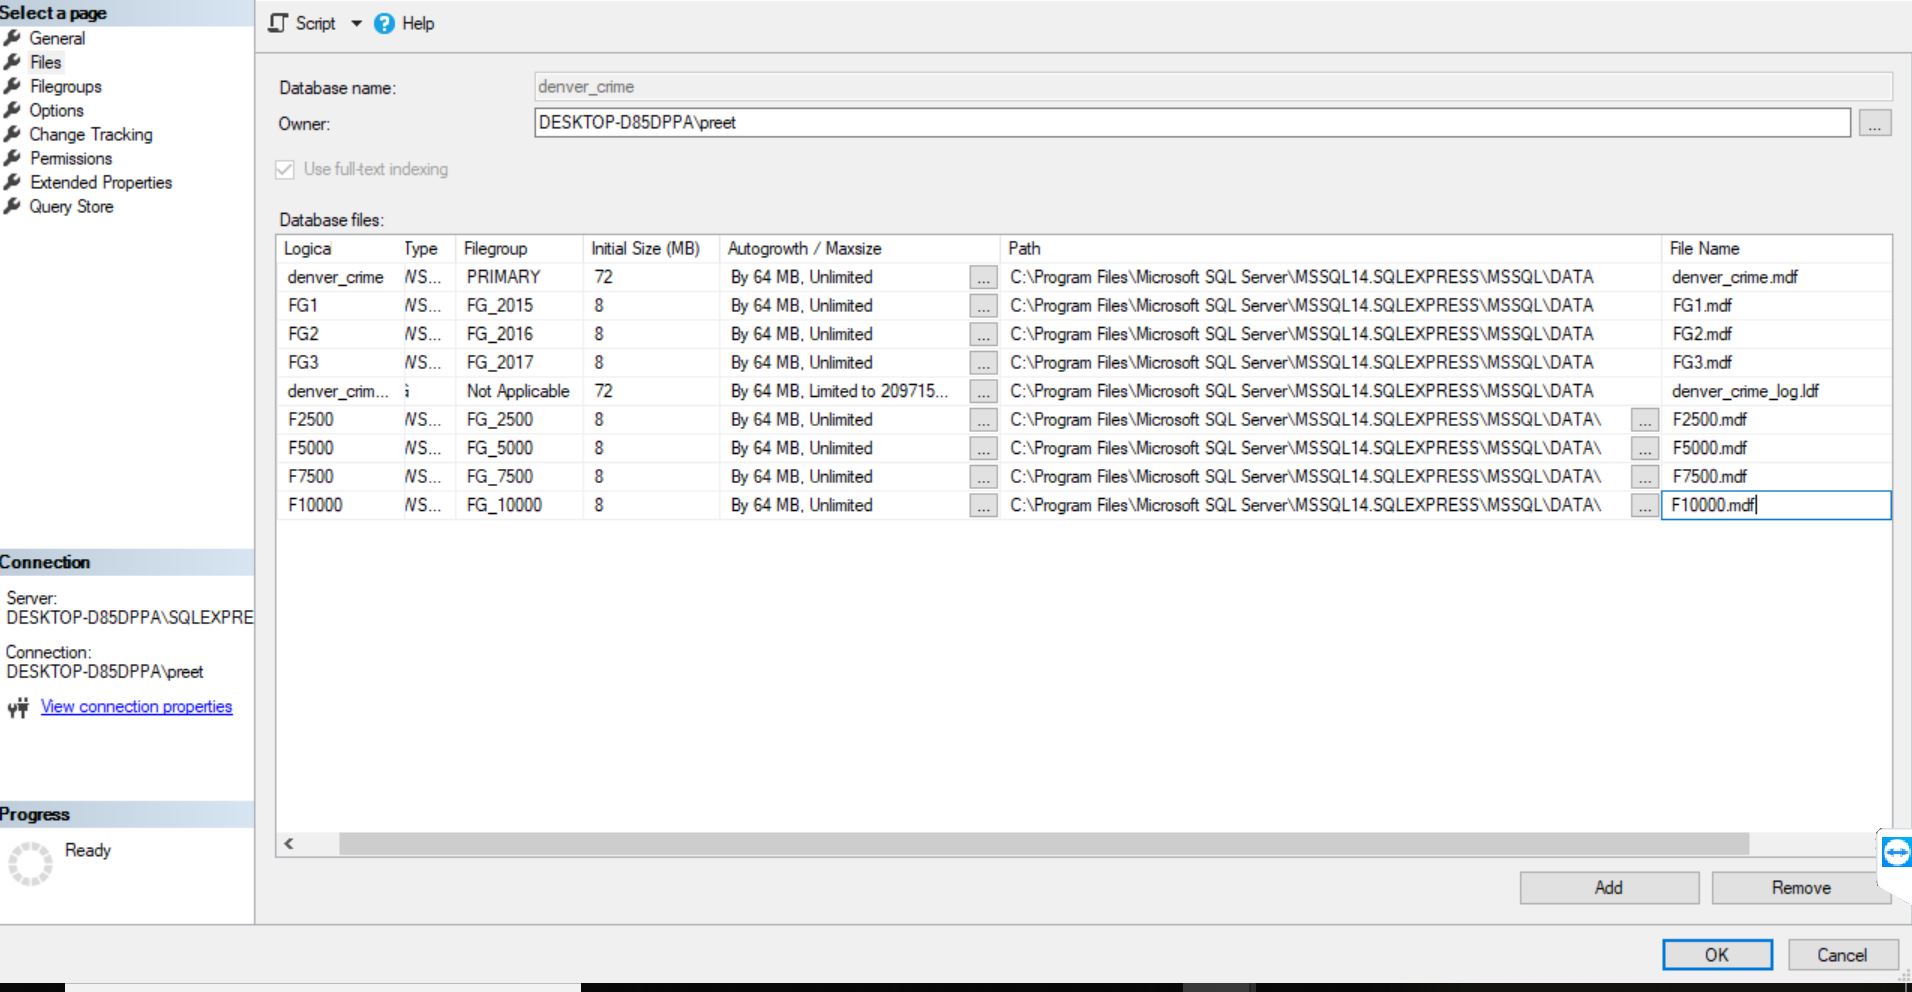 Select a page
General
Files
Filegroups
Options
Change Tracking
Permissions
Extended Properties
Query Store
Connection
Server:
DESKTOP-D85DPPA\SQLEXPRE
Connection:
DESKTOP-D85DPPA\preet
View connection properties
Progress
Ready
Script Help
Database name: denver_crime
Owner: DESKTOP-D85DPPA\preet ...
Use full-text indexing
Database files:
Logical Type Filegroup Initial Size (MB) Autogrowth / Maxsize Path File Name
denver_crime WS... PRIMARY 72 By 64 MB, Unlimited ... C:\Program Files\Microsoft SQL Server\MSSQL14.SQLEXPRESS\MSSQL\DATA denver_crime.mdf
FG1 WS... FG_2015 8 By 64 MB, Unlimited ... C:\Program Files\Microsoft SQL Server\MSSQL14.SQLEXPRESS\MSSQL\DATA FG1.mdf
FG2 WS... FG_2016 8 By 64 MB, Unlimited ... C:\Program Files\Microsoft SQL Server\MSSQL14.SQLEXPRESS\MSSQL\DATA FG2.mdf
FG3 WS... FG_2017 8 By 64 MB, Unlimited ... C:\Program Files\Microsoft SQL Server\MSSQL14.SQLEXPRESS\MSSQL\DATA FG3.mdf
denver_crim... Not Applicable 72 By 64 MB, Limited to 209715... ... C:\Program Files\Microsoft SQL Server\MSSQL14.SQLEXPRESS\MSSQL\DATA denver_crime_log.ldf
F2500 WS... FG_2500 8 By 64 MB, Unlimited ... C:\Program Files\Microsoft SQL Server\MSSQL14.SQLEXPRESS\MSSQL\DATA\ ... F2500.mdf
F5000 WS... FG_5000 8 By 64 MB, Unlimited ... C:\Program Files\Microsoft SQL Server\MSSQL14.SQLEXPRESS\MSSQL\DATA\ ... F5000.mdf
F7500 WS... FG_7500 8 By 64 MB, Unlimited ... C:\Program Files\Microsoft SQL Server\MSSQL14.SQLEXPRESS\MSSQL\DATA\ ... F7500.mdf
F10000 WS... FG_10000 8 By 64 MB, Unlimited ... C:\Program Files\Microsoft SQL Server\MSSQL14.SQLEXPRESS\MSSQL\DATA\ ... F10000.mdf
Add Remove
OK Cancel